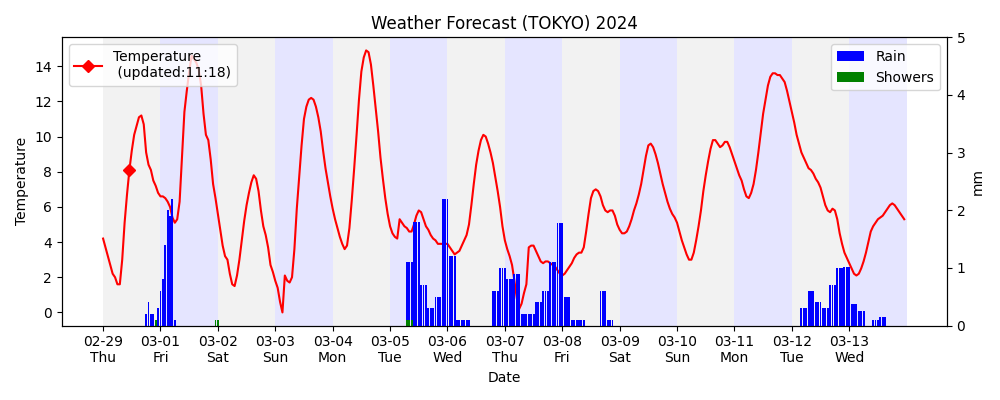 Weather Forecast (TOKYO) 2024
Temperature
(updated:11:18)
Rain
Showers
Temperature
14
12
10
8
6
4
2
0
5
4
3
2
1
0
mm
02-29 03-01 03-02 03-03 03-04 03-05 03-06 03-07 03-08 03-09 03-10 03-11 03-12 03-13
Thu Fri Sat Sun Mon Tue Wed Thu Fri Sat Sun Mon Tue Wed
Date